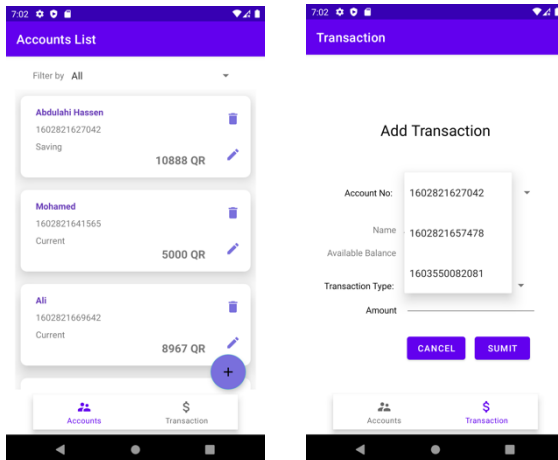 7:02
Accounts List
Filter by All
Abdulahi Hassen
1602821627042
Saving
10888 QR
Mohamed
1602821641565
Current
5000 QR
Ali
1602821669642
Current
8967 QR
+
Accounts
$
Transaction
7:02
Transaction
Add Transaction
Account No: 1602821627042
Name
1602821657478
Available Balance
1603550082081
Transaction Type:
Amount
CANCEL SUMIT
Accounts
$
Transaction